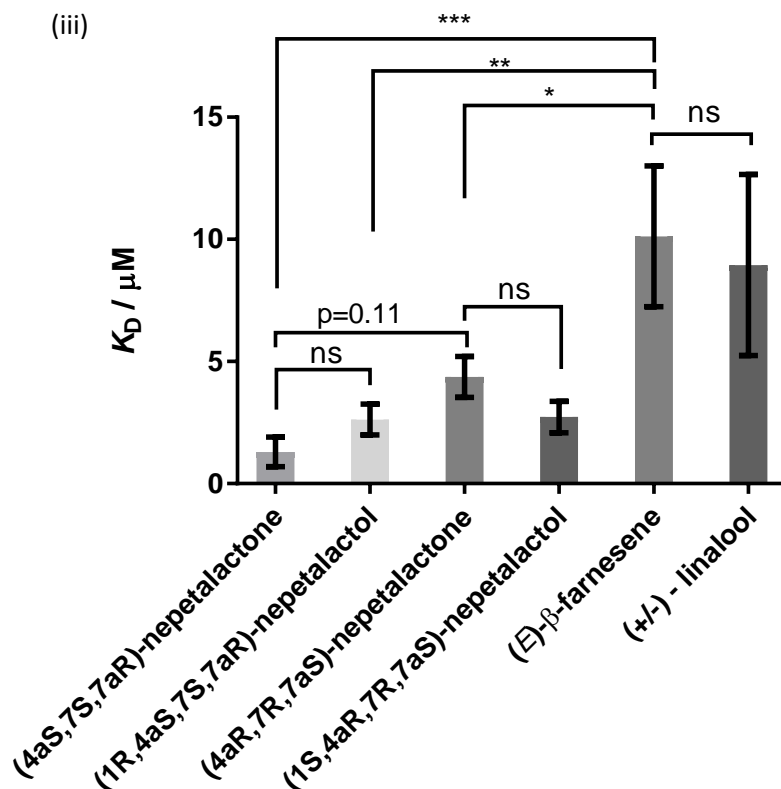 (iii)
***
**
*
ns
15
10
5
0
K_D / μM
ns
p=0.11
ns
(4aS,7S,7aR)-nepetalactone
(1R,4aS,7S,7aR)-nepetalactol
(4aR,7R,7aS)-nepetalactone
(1S,4aR,7R,7aS)-nepetalactol
(E)-β-farnesene
(+/-) - linalool